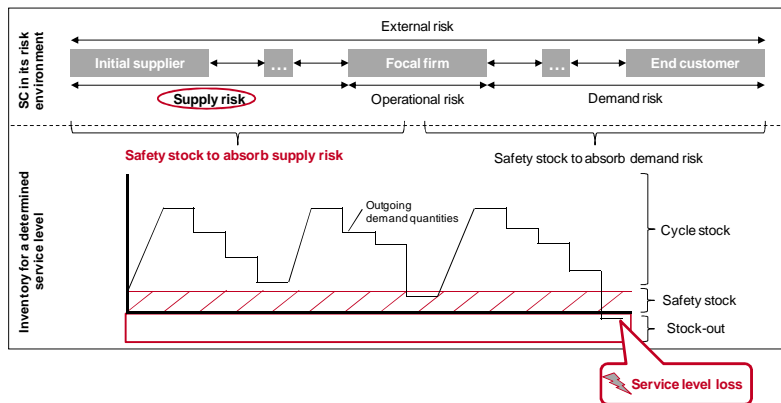 External risk
SC in its risk
environment
Initial supplier
...
Focal firm
...
End customer
Supply risk
Operational risk
Demand risk
Safety stock to absorb supply risk
Safety stock to absorb demand risk
Inventory for a determined
service level
Outgoing
demand quantities
Cycle stock
Safety stock
Stock-out
Service level loss